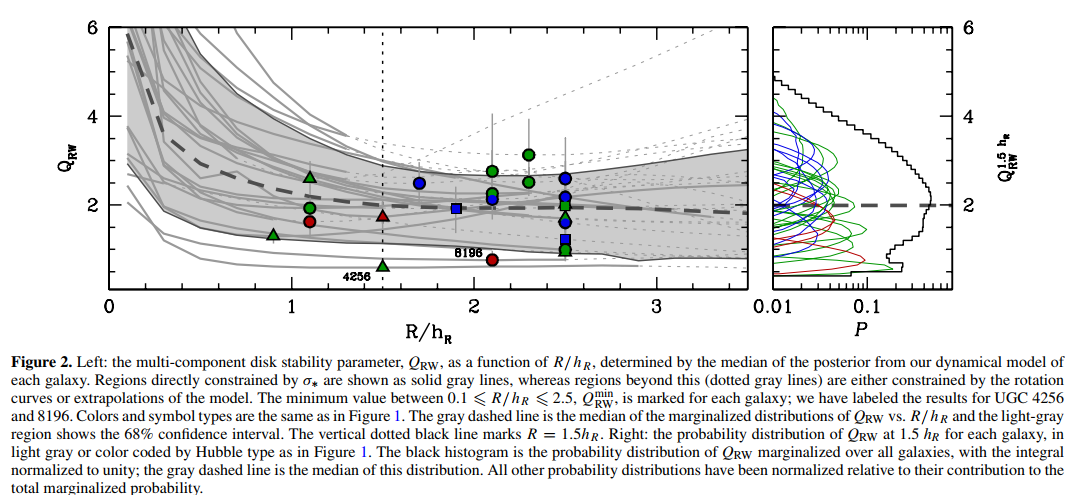 6
4
2
0
1
2
3
Q_RW
R/h_R
8196
4256
6
4
2
0.01
0.1
P
Q_RW^1.5 h_R
Figure 2. Left: the multi-component disk stability parameter, Q_RW, as a function of R/h_R, determined by the median of the posterior from our dynamical model of
each galaxy. Regions directly constrained by σ_* are shown as solid gray lines, whereas regions beyond this (dotted gray lines) are either constrained by the rotation
curves or extrapolations of the model. The minimum value between 0.1 ⩽ R/h_R ⩽ 2.5, Q_RW^min, is marked for each galaxy; we have labeled the results for UGC 4256
and 8196. Colors and symbol types are the same as in Figure 1. The gray dashed line is the median of the marginalized distributions of Q_RW vs. R/h_R and the light-gray
region shows the 68% confidence interval. The vertical dotted black line marks R = 1.5h_R. Right: the probability distribution of Q_RW at 1.5 h_R for each galaxy, in
light gray or color coded by Hubble type as in Figure 1. The black histogram is the probability distribution of Q_RW marginalized over all galaxies, with the integral
normalized to unity; the gray dashed line is the median of this distribution. All other probability distributions have been normalized relative to their contribution to the
total marginalized probability.